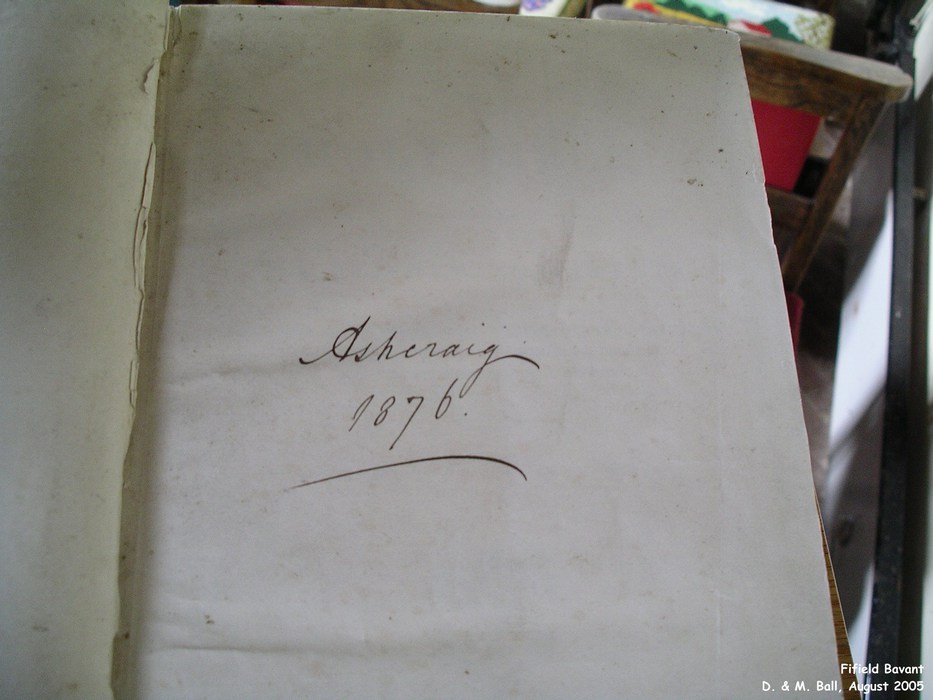 Ashcraig
1876.
Fifield Bavant
D. & M. Ball, August 2005